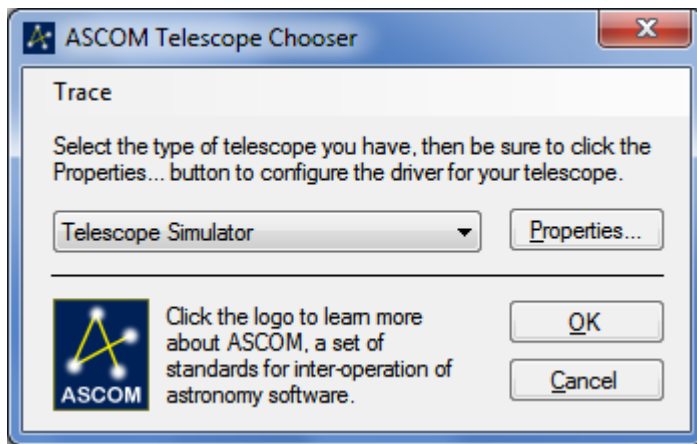 ASCOM Telescope Chooser
Trace
Select the type of telescope you have, then be sure to click the
Properties... button to configure the driver for your telescope.
Telescope Simulator
Properties...
Click the logo to learn more
about ASCOM, a set of
standards for inter-operation of
astronomy software.
ASCOM
OK
Cancel